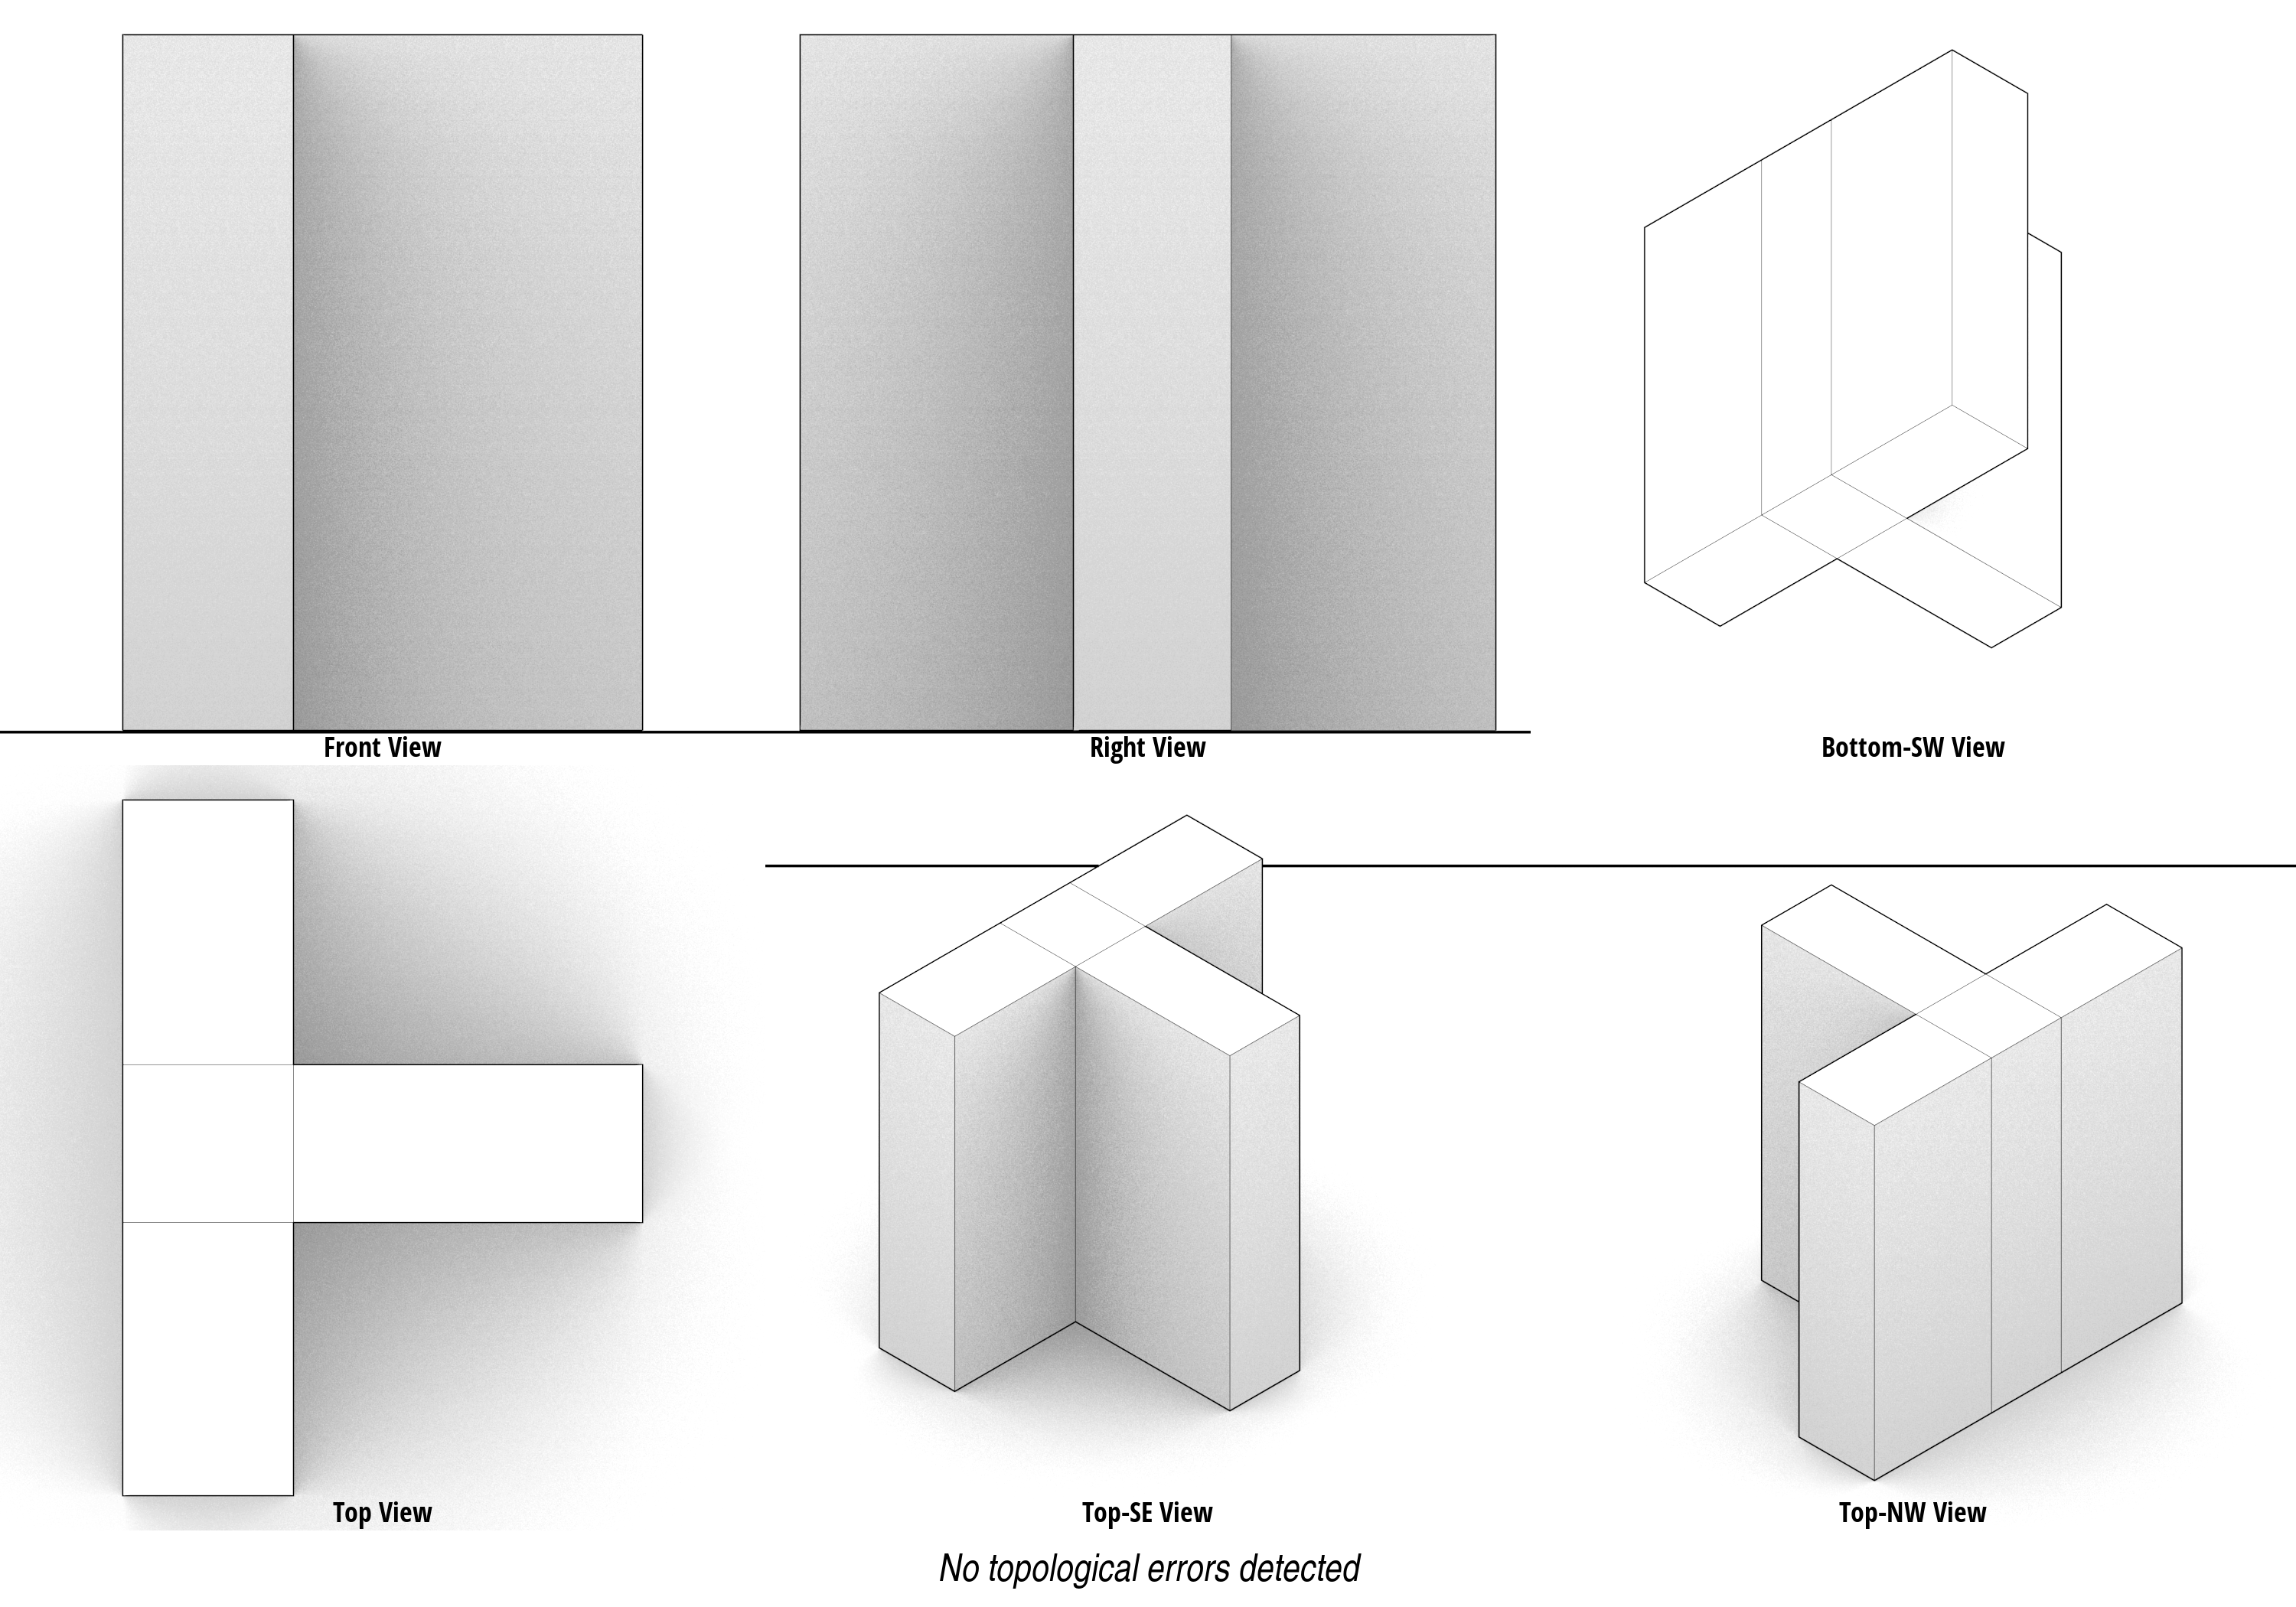 Front View
Right View
Bottom-SW View
Top View
Top-SE View
Top-NW View
No topological errors detected